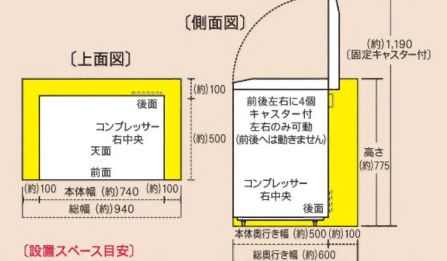 〔側面図〕
(約)1,190
〔固定キャスター付〕
〔上面図〕
(約)100
後面
コンプレッサー
右中央
天面
前面
(約)500
(約)100
本体幅 (約)740
(約)100
総幅 (約)940
前後左右に4個
キャスター付
左右のみ可動
(前後へは動きません)
コンプレッサー
右中央
後面
高さ
(約)775
本体奥行き幅 (約)500
(約)100
総奥行き幅 (約)600
〔設置スペース目安〕